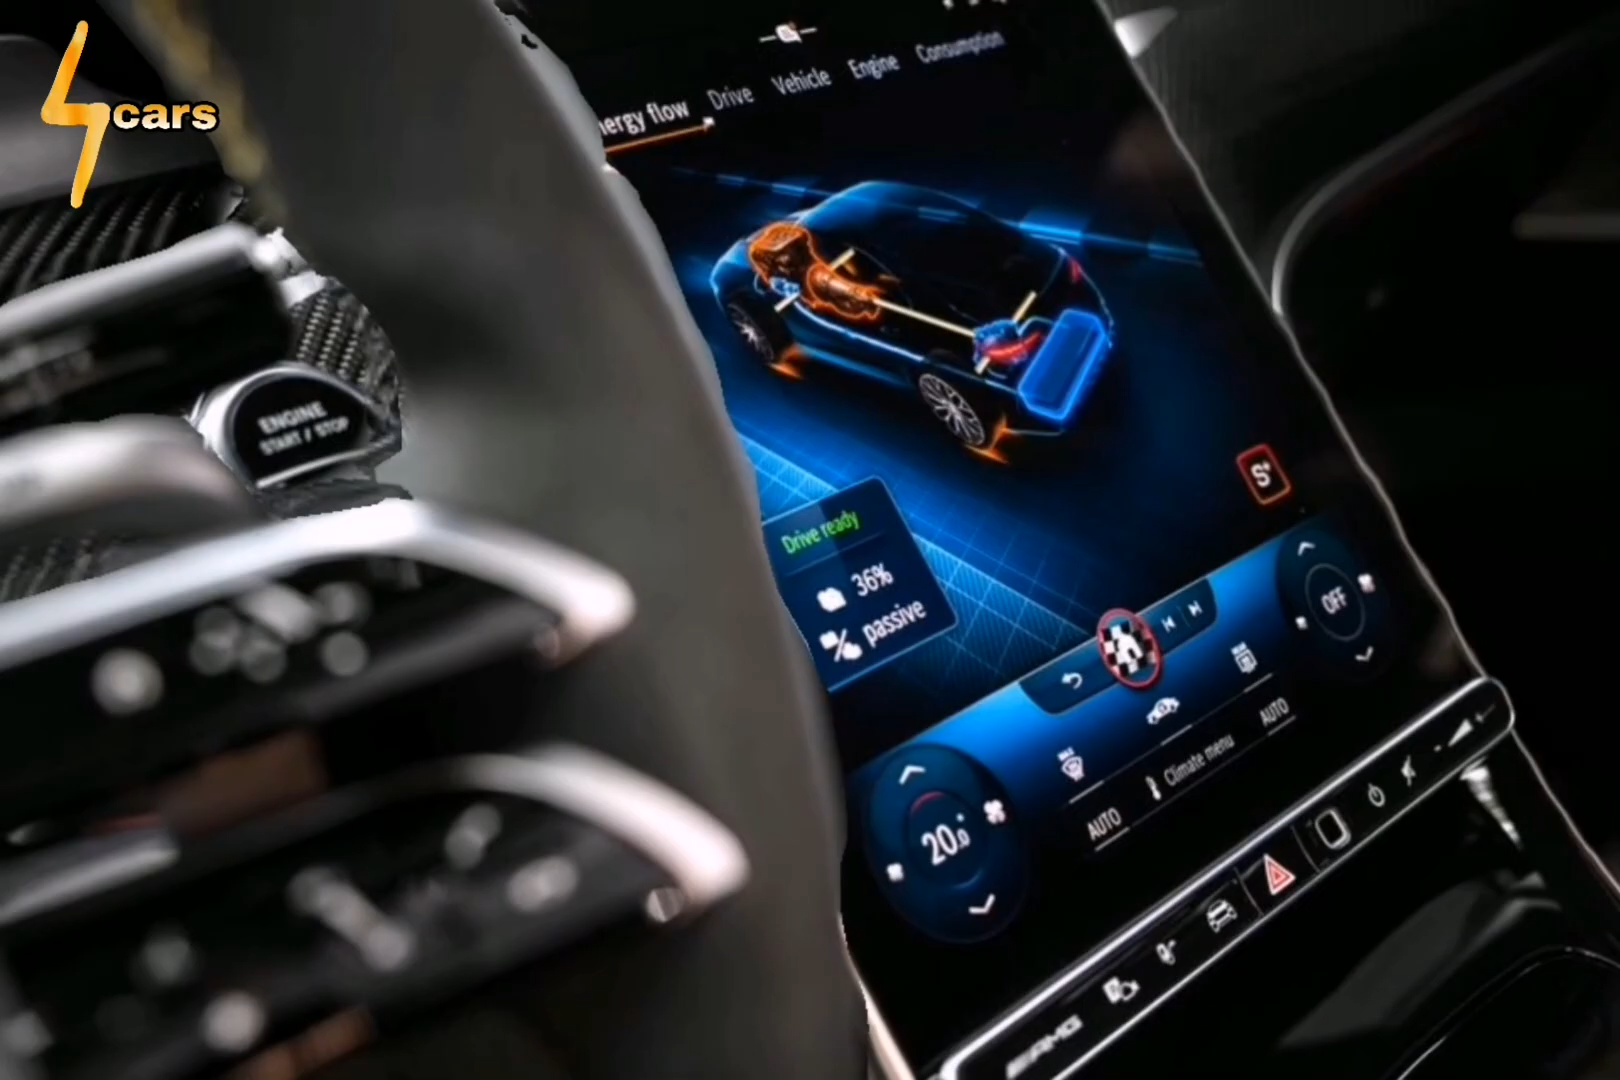 cars
nergy flow
Drive
Vehicle
Engine
Consumption
ENGINE
START / STOP
S+
Drive ready
36%
passive
OFF
Climate menu
AUTO
AUTO
20.0°
AMG